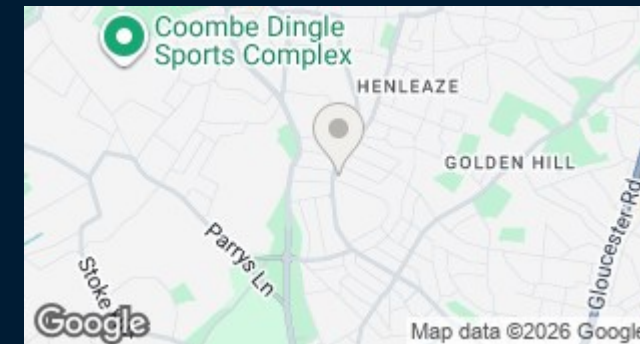 Coombe Dingle
Sports Complex
HENLEAZE
GOLDEN HILL
Gloucester Rd
Parrys Ln
Stoke
Google
Map data ©2026 Google